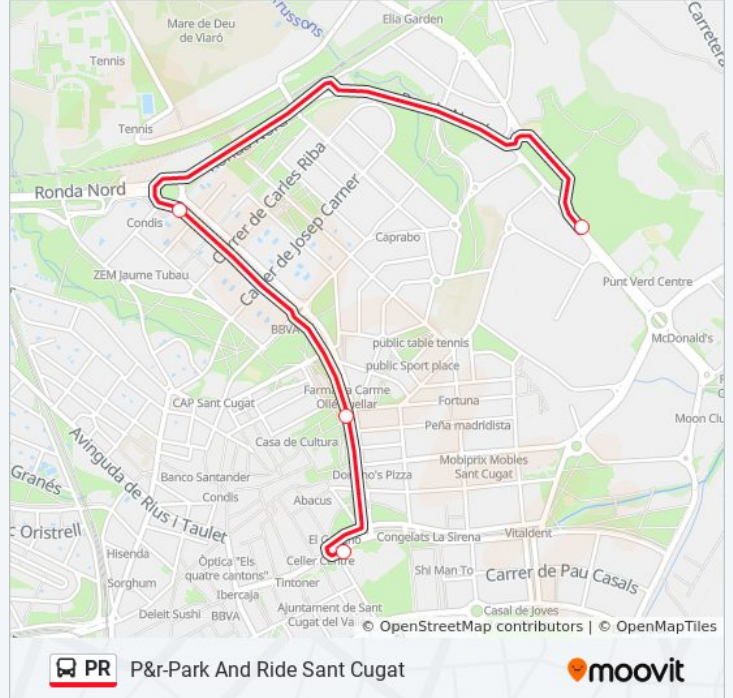 Mare de Deu
de Viaró
Ella Garden
Tennis
Tennis
Ronda Nord
Condis
Carrer de Carles Riba
Carrer de Josep Carner
Caprabo
ZEM Jaume Tubau
Punt Verd Centre
BBVA
McDonald's
public table tennis
public Sport place
CAP Sant Cugat
Fortuna
Peña madridista
Moon Clu
Casa de Cultura
Avinguda de Rius i Taulet
Mobiprix Mobles
Sant Cugat
Granés
Banco Santander
Condis
Abacus
c Oristrell
Congelats La Sirena
Vitaldent
Hisenda
Òptica "Els
quatre cantons"
Tintoner
Shi Man To
Carrer de Pau Casals
Sorghum
Ibercaja
Deleit Sushi
BBVA
Ajuntament de Sant
Cugat del Va
Casal de Joves
© OpenStreetMap contributors | © OpenMapTiles
PR P&r-Park And Ride Sant Cugat
moovit